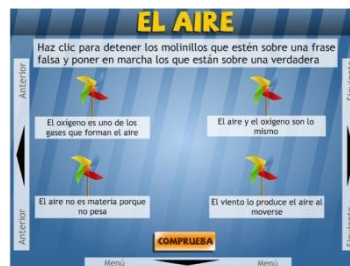 EL AIRE
Haz clic para detener los molinillos que estén sobre una frase
falsa y poner en marcha los que están sobre una verdadera
Anterior
Siguiente
El oxígeno es uno de los
gases que forman el aire
El aire y el oxígeno son lo
mismo
El aire no es materia porque
no pesa
El viento lo produce el aire al
moverse
Anterior
COMPRUEBA
Menú
Menú